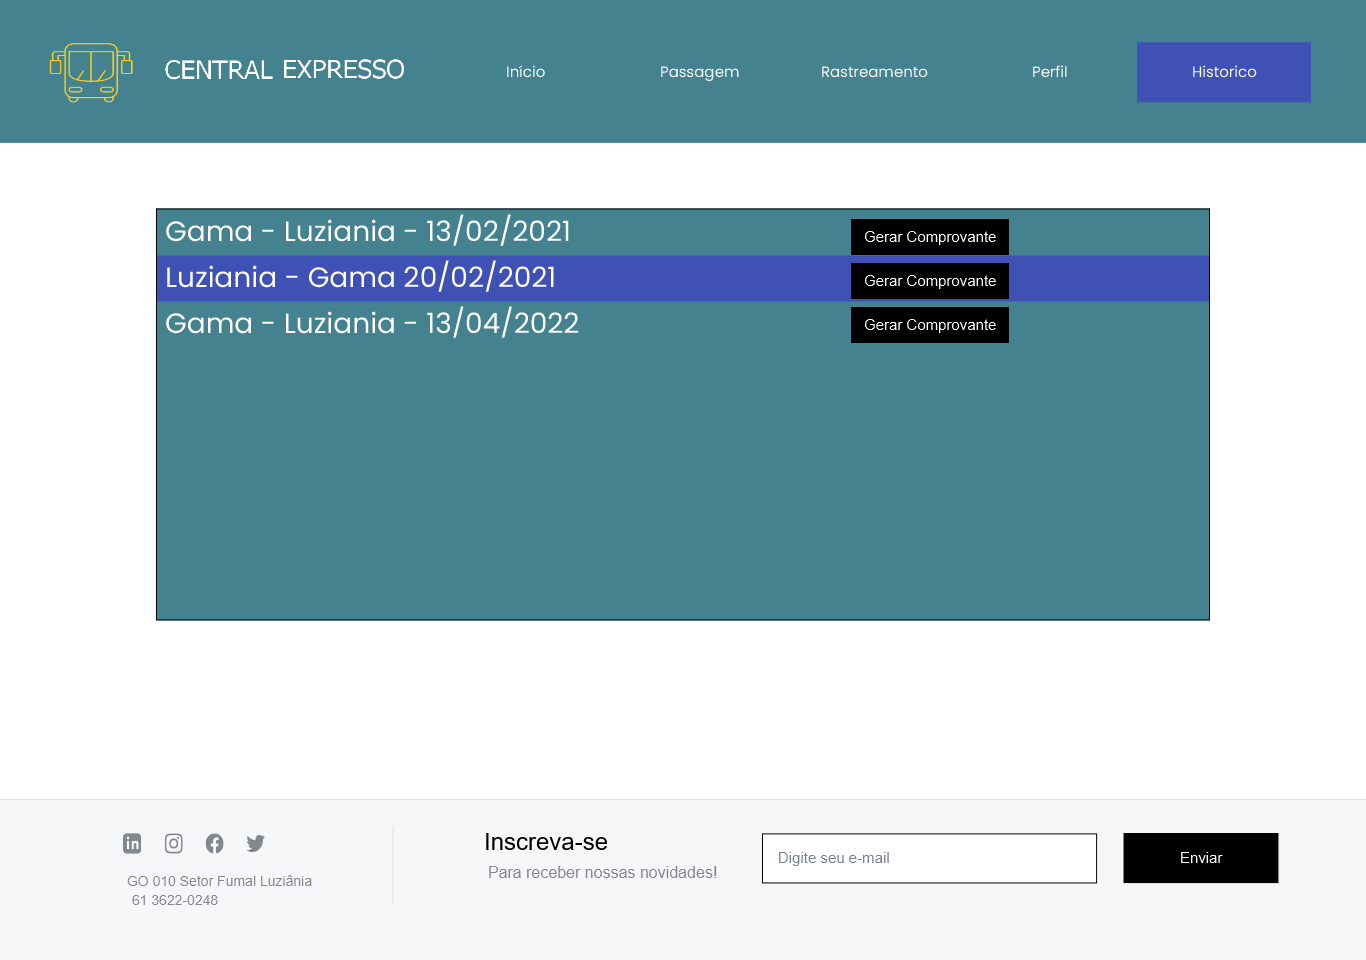 CENTRAL EXPRESSO
Início
Passagem
Rastreamento
Perfil
Historico
Gama - Luziania - 13/02/2021
Gerar Comprovante
Luziania - Gama 20/02/2021
Gerar Comprovante
Gama - Luziania - 13/04/2022
Gerar Comprovante
GO 010 Setor Fumal Luziânia
61 3622-0248
Inscreva-se
Para receber nossas novidades!
Digite seu e-mail
Enviar